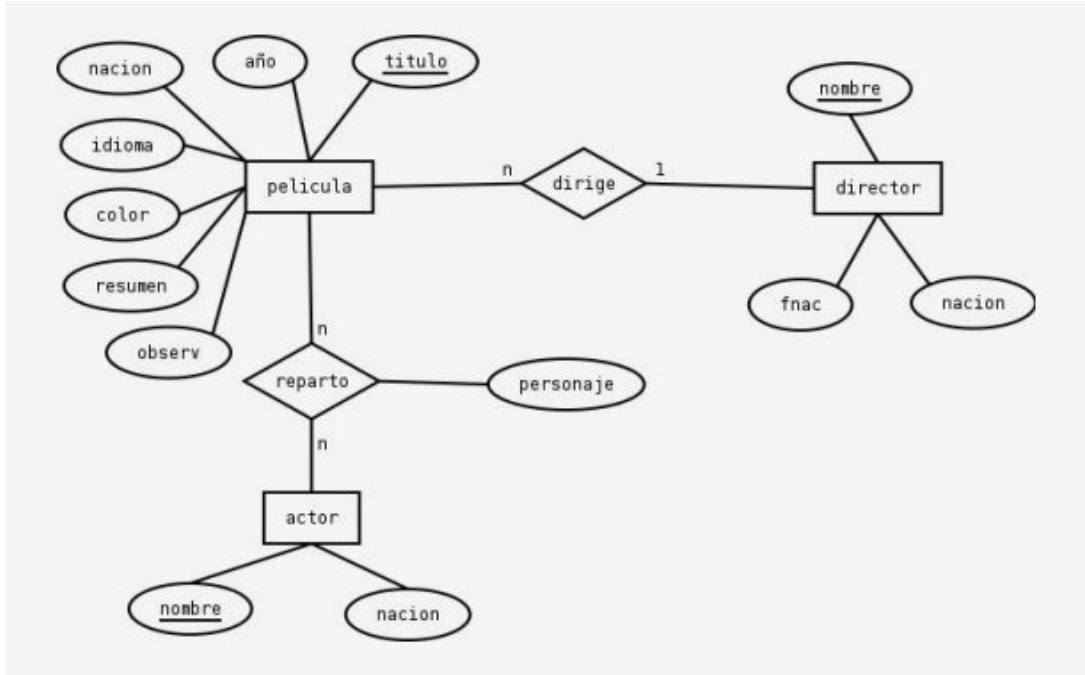 nacion
año
titulo
idioma
color
resumen
observ
pelicula
n
dirige
1
director
nombre
fnac
nacion
n
reparto
personaje
n
actor
nombre
nacion